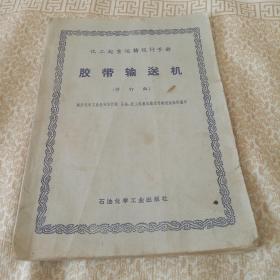 化工起重运输设计手册
胶带输送机
(修订版)
石油化学工业出版社